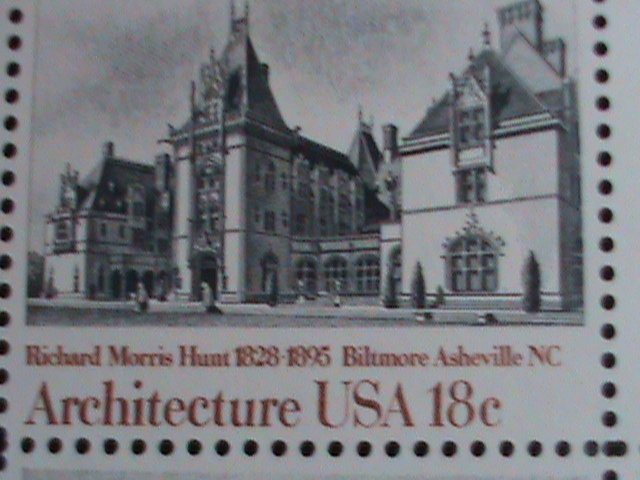 Richard Morris Hunt 1828-1895 Biltmore Asheville NC
Architecture USA 18c